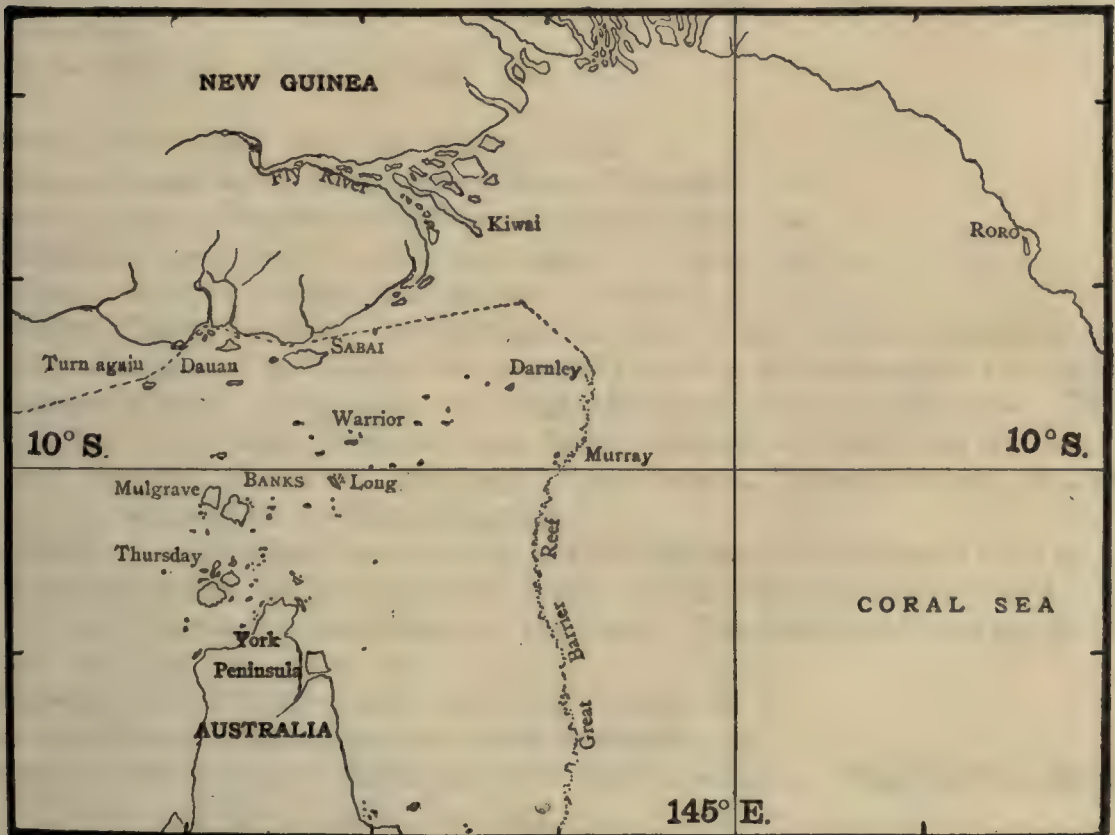 NEW GUINEA
Fly River
Kiwai
RORO
SABAI
Turn again
Dauan
Darnley
Warrior
10° S.
10° S.
Murray
BANKS
Long
Mulgrave
Reef
Thursday
CORAL SEA
Barrier
York
Peninsula
Great
AUSTRALIA
145° E.